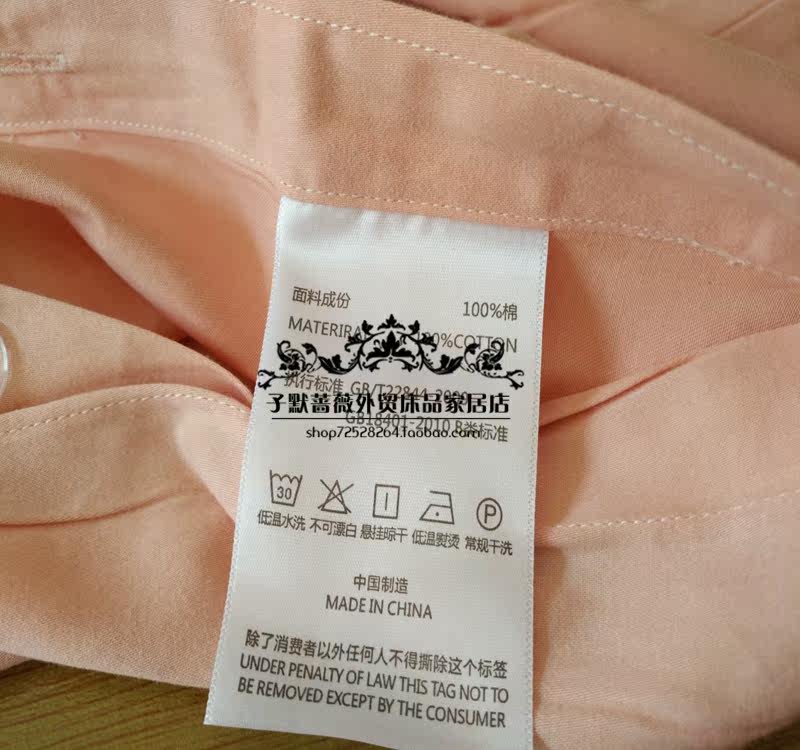 面料成份 100%棉
MATERIRA 00%COTTON
执行标准 GB/T22844-2009
子默蔷薇外贸床品家居店
GB18401-2010 B类标准
shop72528264.taobao.com
30 P
低温水洗 不可漂白 悬挂晾干 低温熨烫 常规干洗
中国制造
MADE IN CHINA
除了消费者以外任何人不得撕除这个标签
UNDER PENALTY OF LAW THIS TAG NOT TO
BE REMOVED EXCEPT BY THE CONSUMER